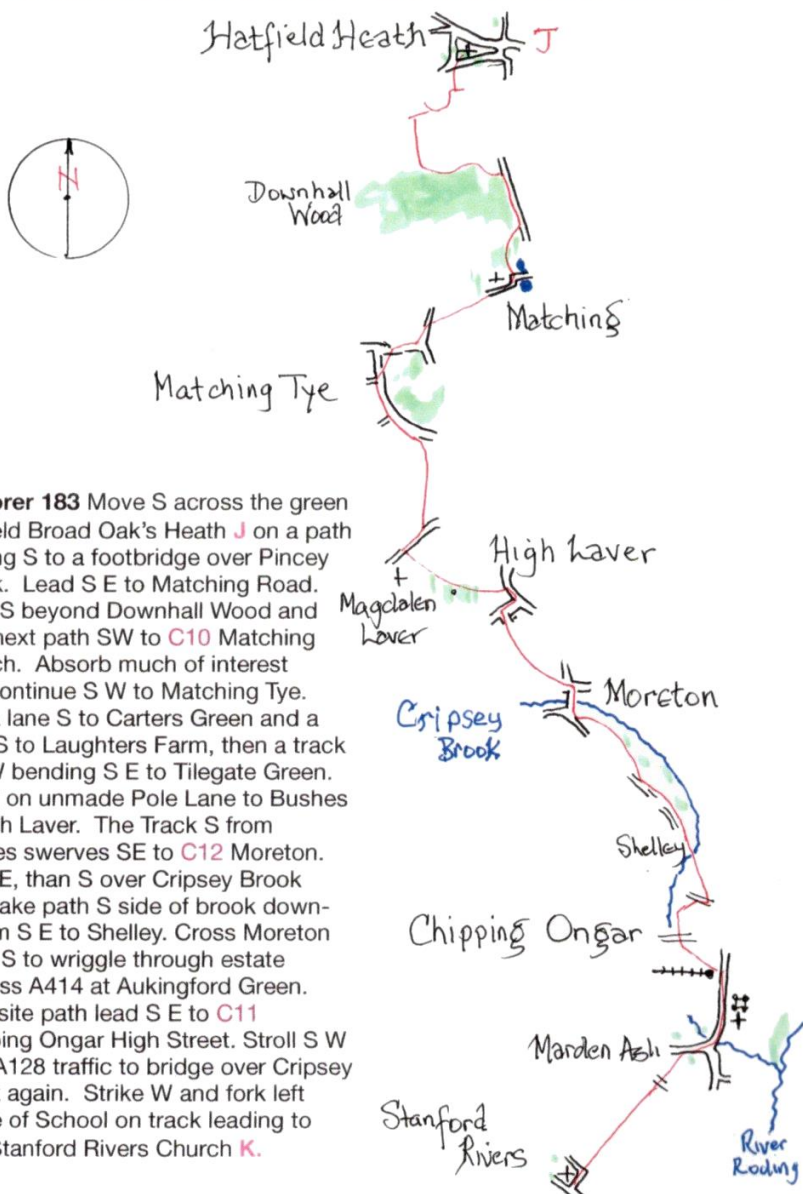 Hatfield Heath J
N
Downhall
Wood
Matching
Matching Tye
High Laver
Magdalen
Laver
Moreton
Cripsey
Brook
Shelley
Chipping Ongar
Marden Ash
Stanford
Rivers
River
Roding
orer 183 Move S across the green
eld Broad Oak's Heath J on a path
ng S to a footbridge over Pincey
k. Lead S E to Matching Road.
S beyond Downhall Wood and
next path SW to C10 Matching
ch. Absorb much of interest
ontinue S W to Matching Tye.
lane S to Carters Green and a
S to Laughters Farm, then a track
W bending S E to Tilegate Green.
on unmade Pole Lane to Bushes
h Laver. The Track S from
es swerves SE to C12 Moreton.
E, than S over Cripsey Brook
ake path S side of brook down-
m S E to Shelley. Cross Moreton
S to wriggle through estate
ss A414 at Aukingford Green.
site path lead S E to C11
ing Ongar High Street. Stroll S W
A128 traffic to bridge over Cripsey
again. Strike W and fork left
e of School on track leading to
Stanford Rivers Church K.